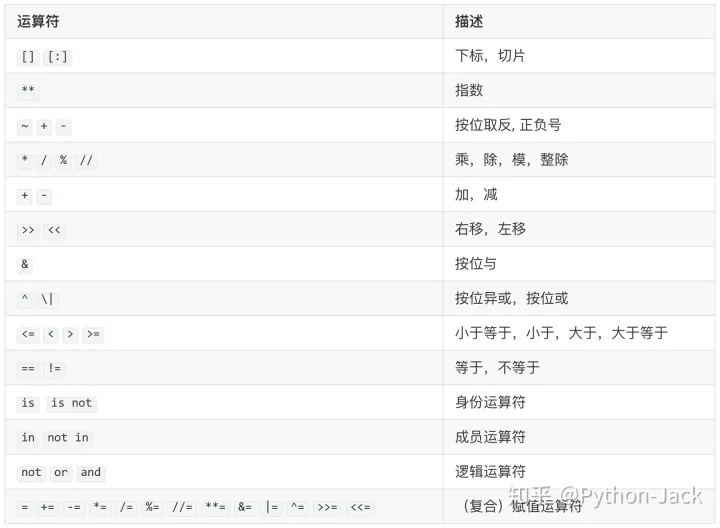 运算符 描述
[] [:] 下标，切片
** 指数
~ + - 按位取反, 正负号
* / % // 乘，除，模，整除
+ - 加，减
>> << 右移，左移
& 按位与
^ \| 按位异或，按位或
<= < > >= 小于等于，小于，大于，大于等于
== != 等于，不等于
is is not 身份运算符
in not in 成员运算符
not or and 逻辑运算符
= += -= *= /= %= //= **= &= |= ^= >>= <<= （复合）赋值运算符
知乎 @Python-Jack